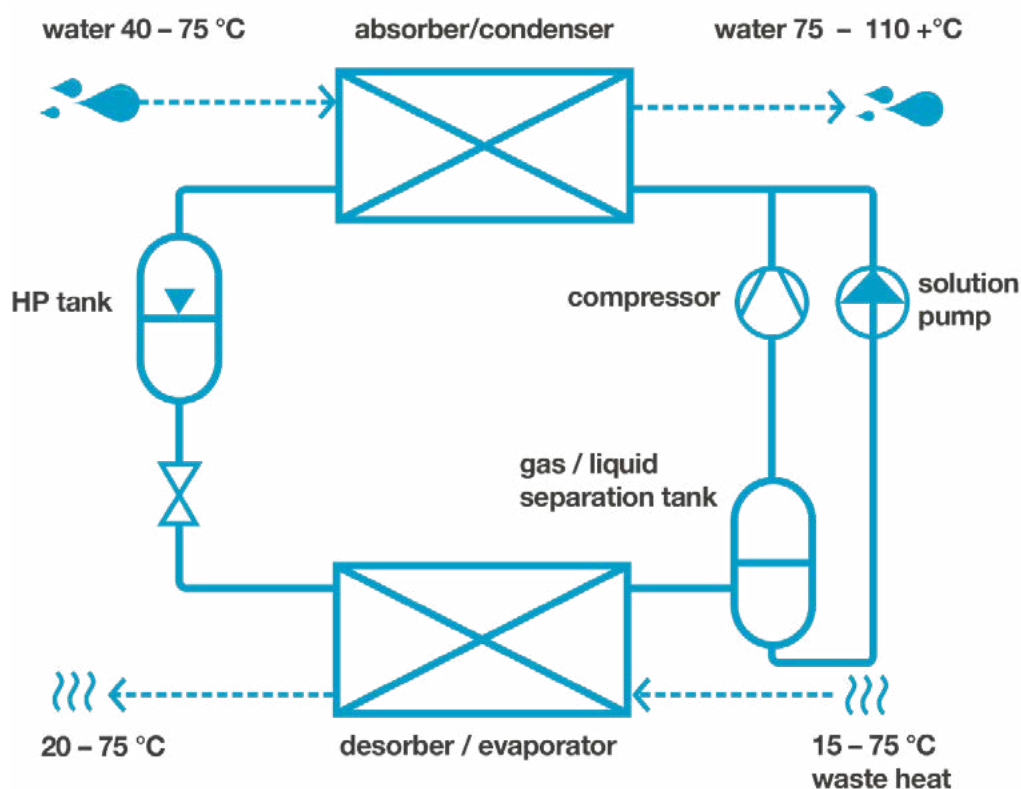 water 40 – 75 °C
absorber/condenser
water 75 – 110 +°C
HP tank
compressor
solution
pump
gas / liquid
separation tank
20 – 75 °C
desorber / evaporator
15 – 75 °C
waste heat